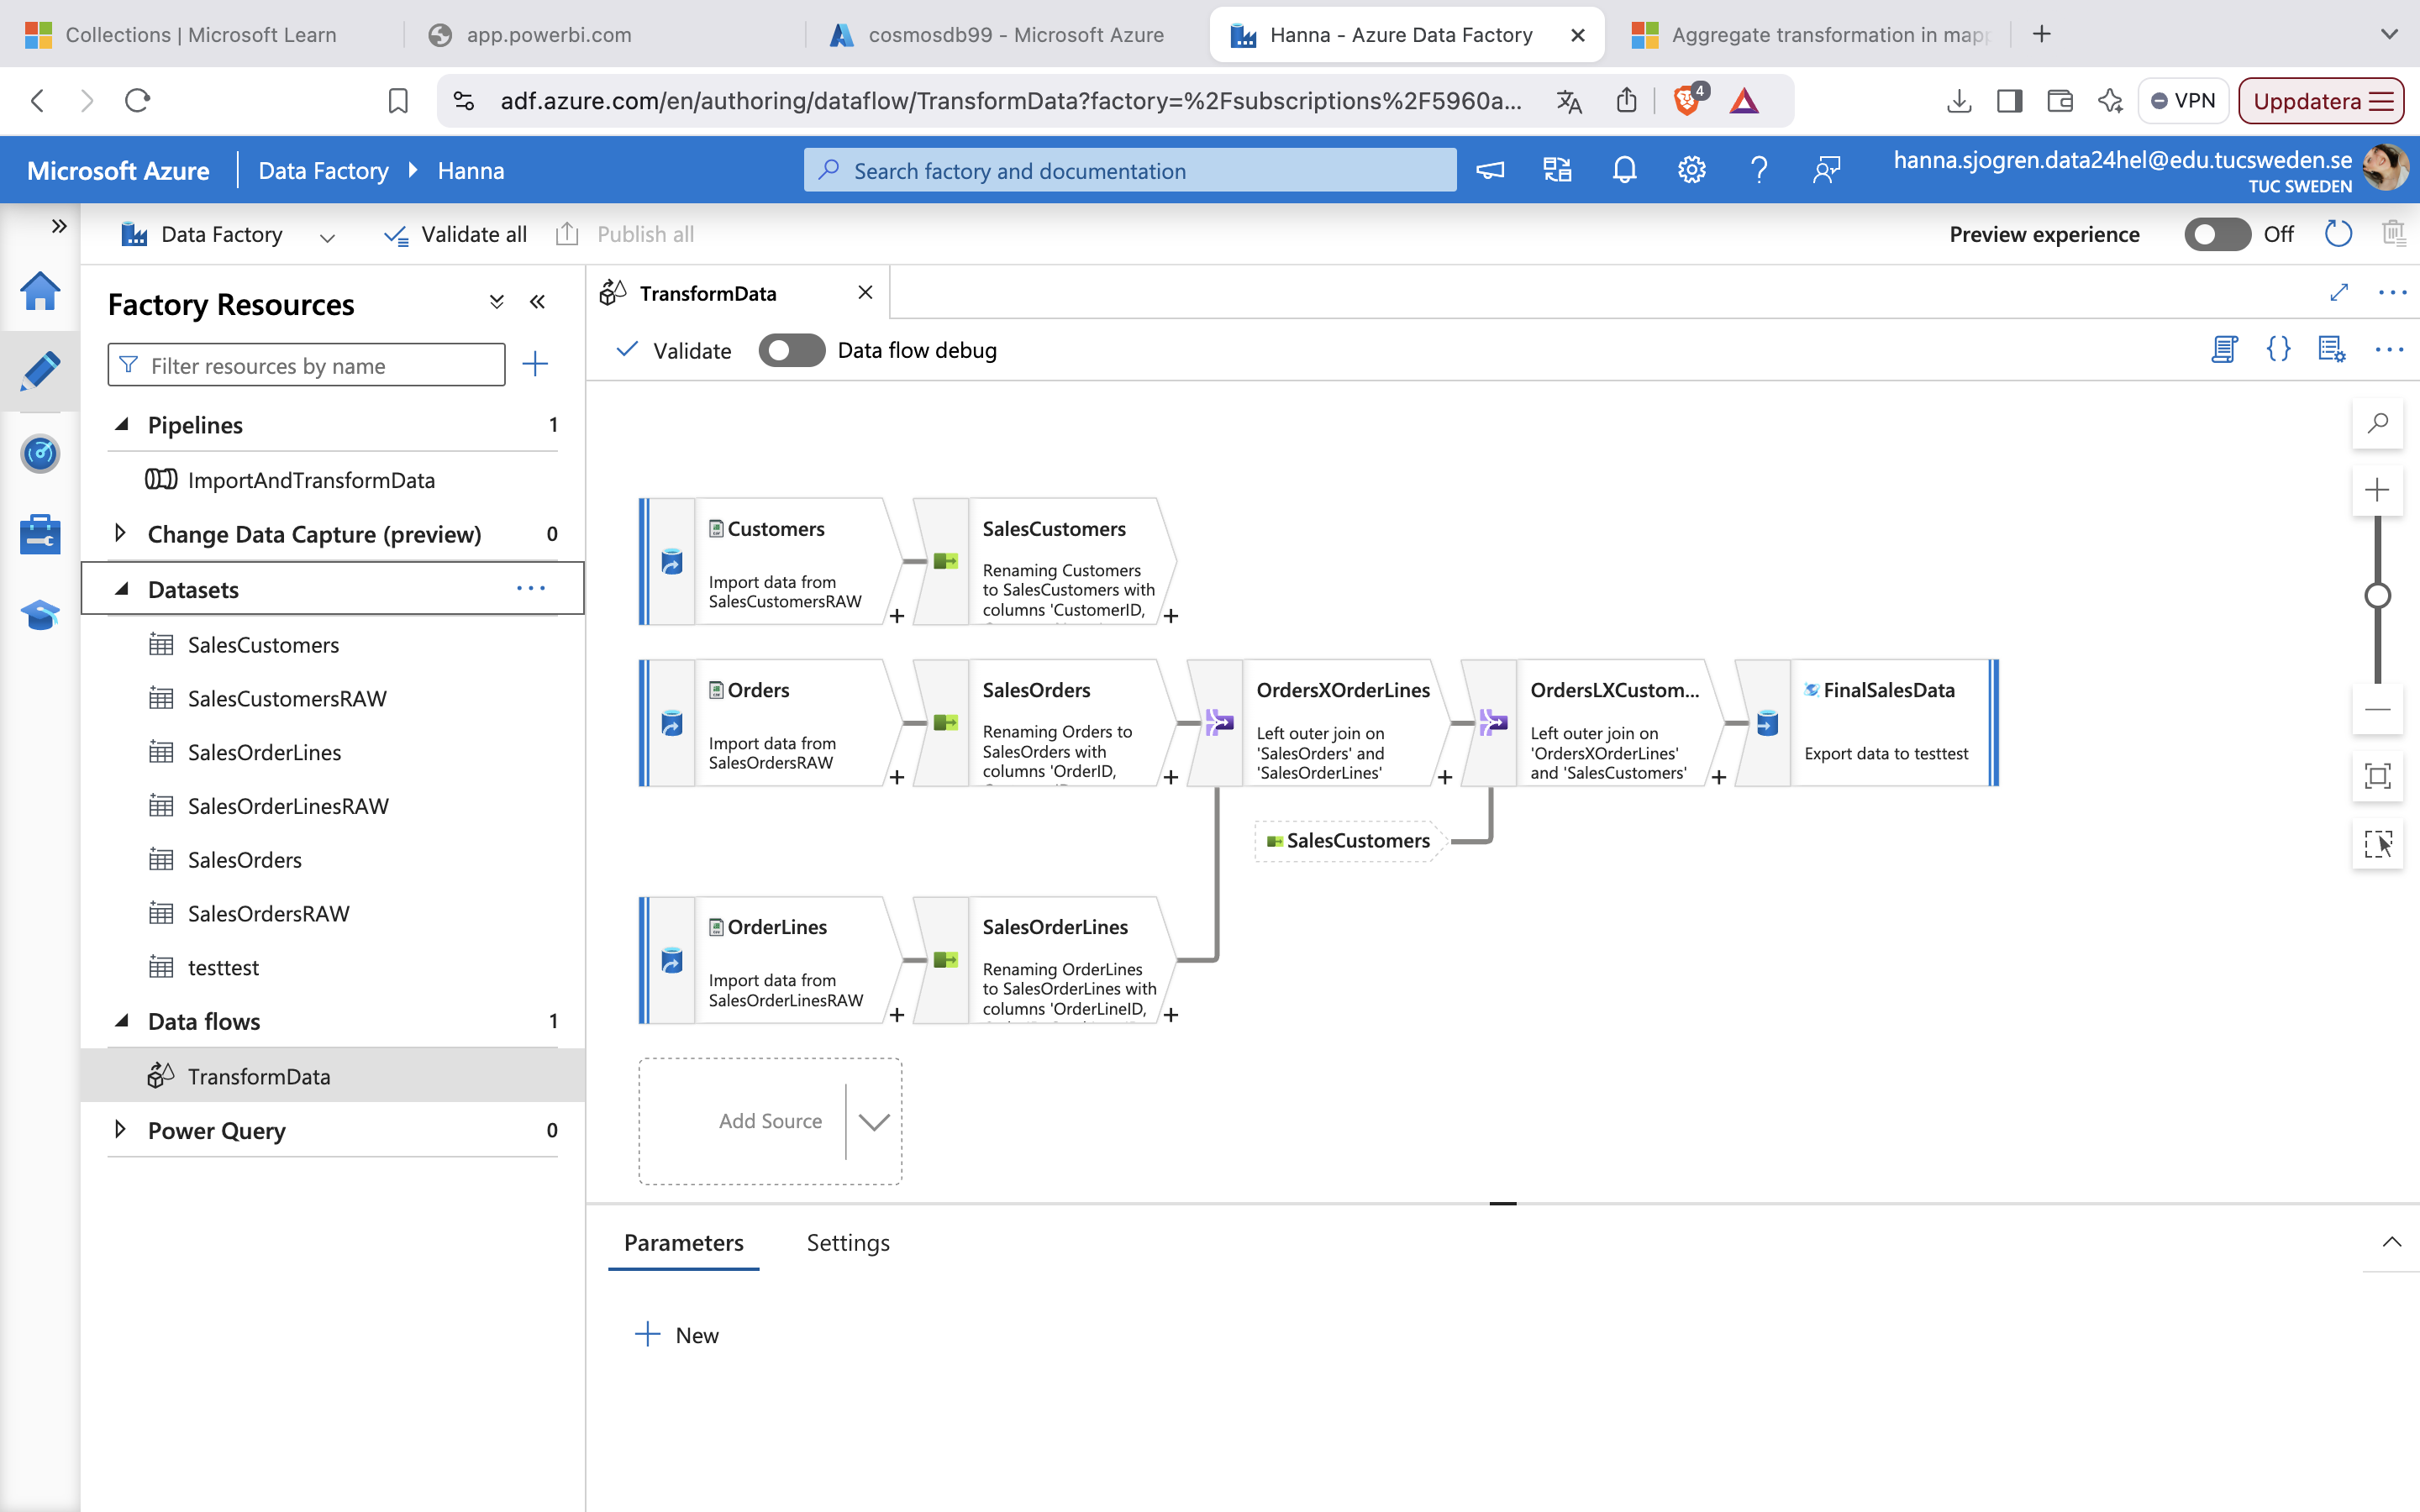 Collections | Microsoft Learn
app.powerbi.com
cosmosdb99 - Microsoft Azure
Hanna - Azure Data Factory
Aggregate transformation in mapp
adf.azure.com/en/authoring/dataflow/TransformData?factory=%2Fsubscriptions%2F5960a...
4
VPN
Uppdatera
Microsoft Azure
Data Factory
Hanna
Search factory and documentation
hanna.sjogren.data24hel@edu.tucsweden.se
TUC SWEDEN
Data Factory
Validate all
Publish all
Preview experience
Off
Factory Resources
Filter resources by name
Pipelines
1
ImportAndTransformData
Change Data Capture (preview)
0
Datasets
SalesCustomers
SalesCustomersRAW
SalesOrderLines
SalesOrderLinesRAW
SalesOrders
SalesOrdersRAW
testtest
Data flows
1
TransformData
Power Query
0
TransformData
Validate
Data flow debug
Customers
Import data from
SalesCustomersRAW
SalesCustomers
Renaming Customers
to SalesCustomers with
columns 'CustomerID,
Orders
Import data from
SalesOrdersRAW
SalesOrders
Renaming Orders to
SalesOrders with
columns 'OrderID,
OrdersXOrderLines
Left outer join on
'SalesOrders' and
'SalesOrderLines'
OrdersLXCustom...
Left outer join on
'OrdersXOrderLines'
and 'SalesCustomers'
FinalSalesData
Export data to testtest
SalesCustomers
OrderLines
Import data from
SalesOrderLinesRAW
SalesOrderLines
Renaming OrderLines
to SalesOrderLines with
columns 'OrderLineID,
Add Source
Parameters
Settings
New